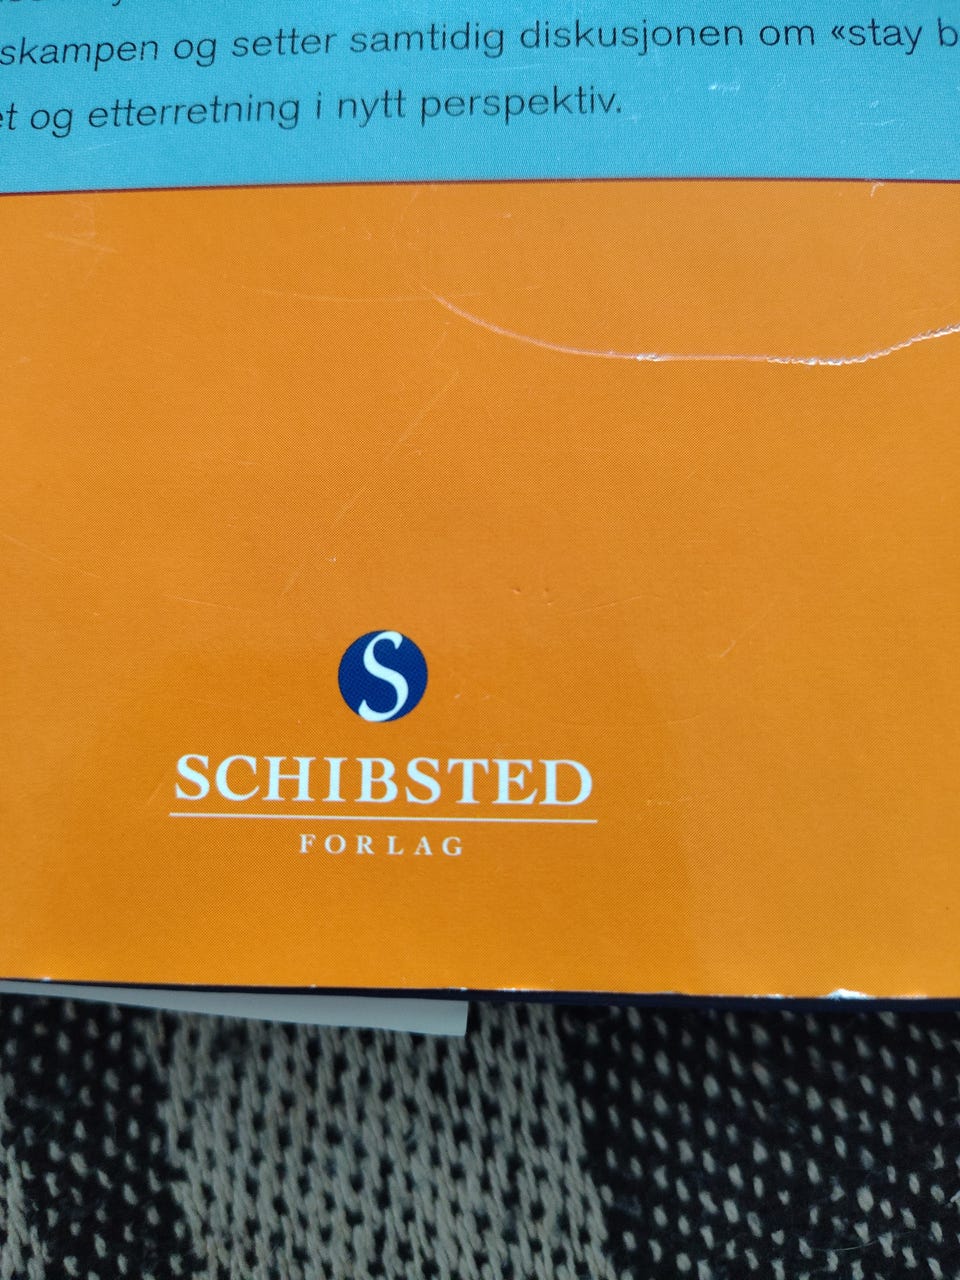 skampen og setter samtidig diskusjonen om «stay b
et og etterretning i nytt perspektiv.
S
SCHIBSTED
FORLAG